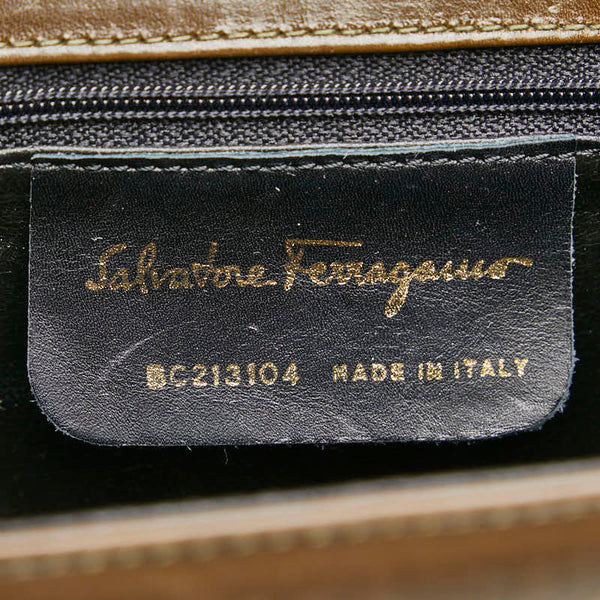 Salvatore Ferragamo
BC213104 MADE IN ITALY